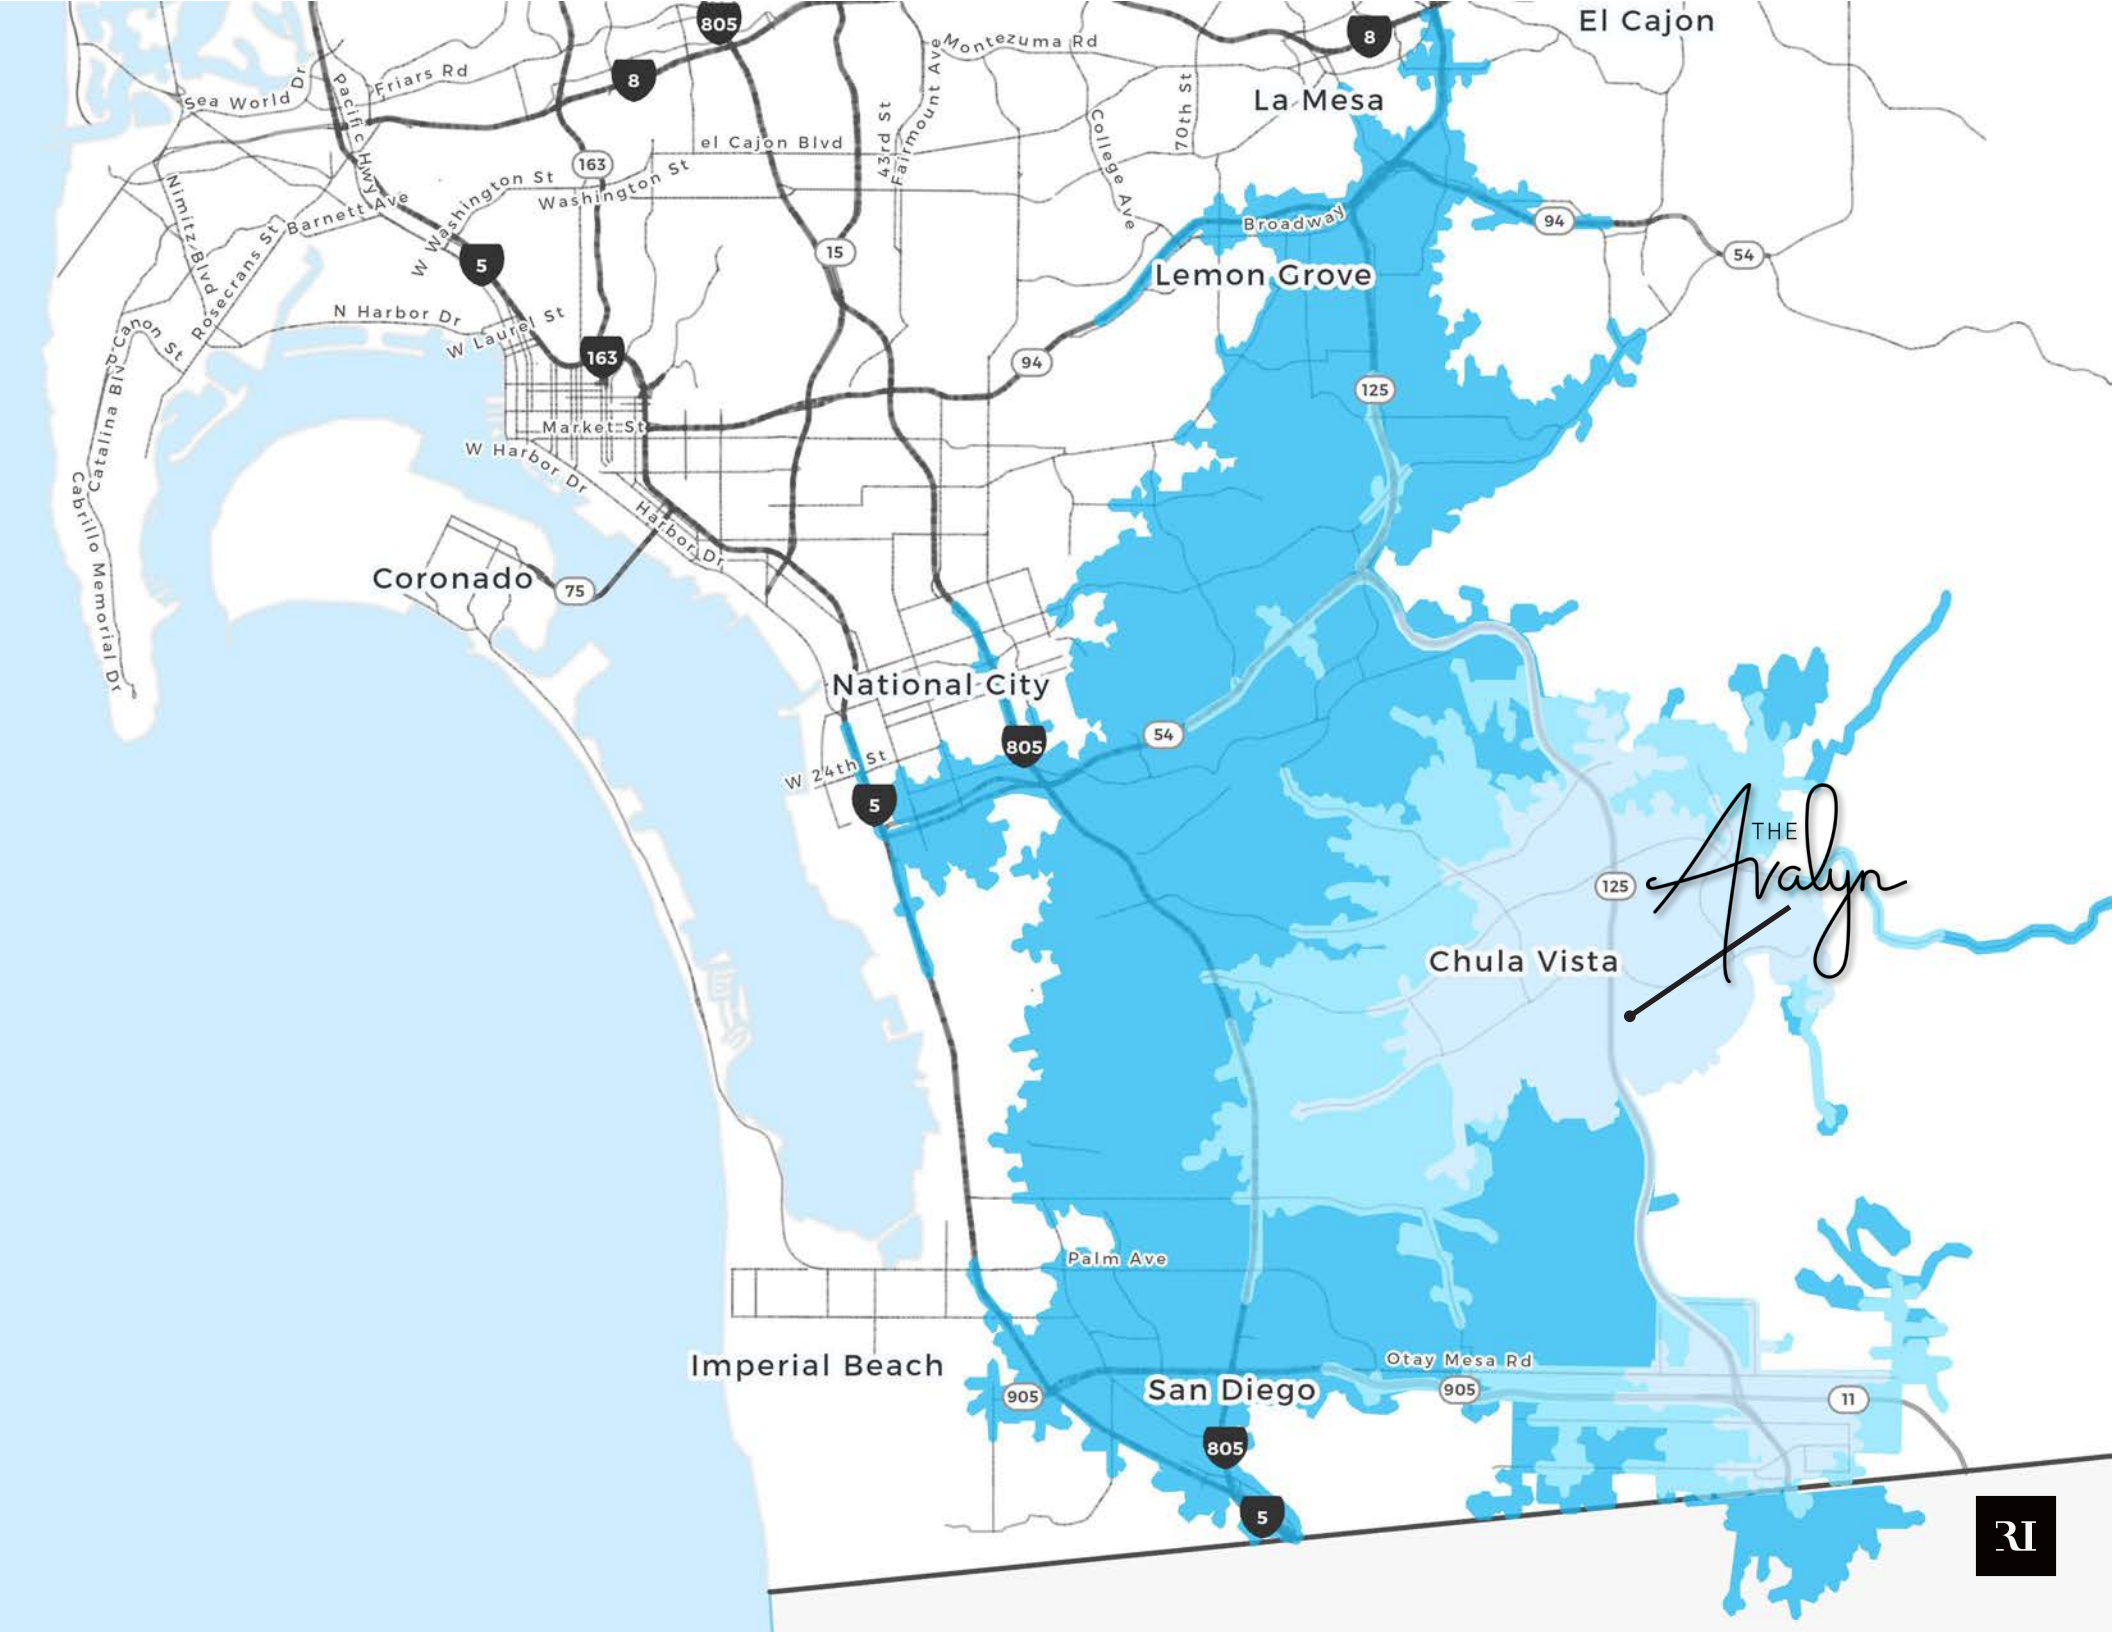 El Cajon
805
8
8
Montezuma Rd
Friars Rd
Sea World Dr
Pacific Hwy
La Mesa
70th St
43rd St
Fairmount Ave
College Ave
el Cajon Blvd
163
Washington St
Washington St
W Washington St
Barnett Ave
Nimitz Blvd
Rosecrans St
Broadway
94
54
15
5
Lemon Grove
N Harbor Dr
W Laurel St
Canon St
Catalina Blvd
163
94
125
Market St
W Harbor Dr
Harbor Dr
Cabrillo Memorial Dr
Coronado
75
National City
54
805
W 24th St
5
THE
Avalyn
125
Chula Vista
Palm Ave
Imperial Beach
Otay Mesa Rd
905
San Diego
905
11
805
5
RI